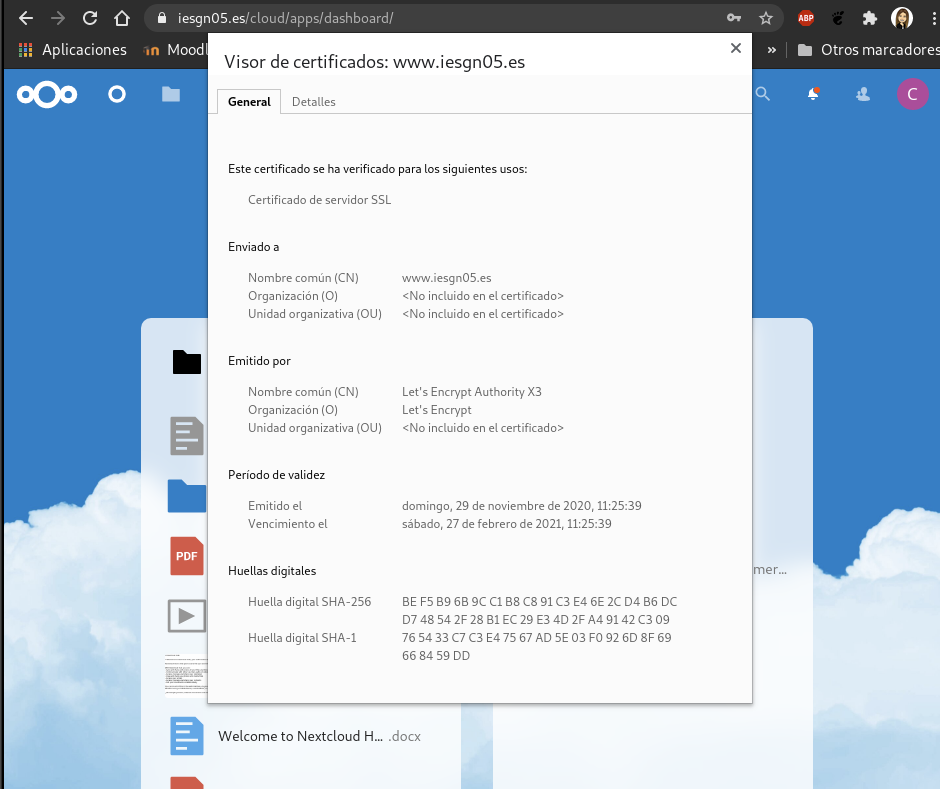 iesgn05.es/cloud/apps/dashboard/
ABP
Aplicaciones
Moodl
»
Otros marcadores
Visor de certificados: www.iesgn05.es
General
Detalles
C
Este certificado se ha verificado para los siguientes usos:
Certificado de servidor SSL
Enviado a
Nombre común (CN) www.iesgn05.es
Organización (O) <No incluido en el certificado>
Unidad organizativa (OU) <No incluido en el certificado>
Emitido por
Nombre común (CN) Let's Encrypt Authority X3
Organización (O) Let's Encrypt
Unidad organizativa (OU) <No incluido en el certificado>
Período de validez
Emitido el domingo, 29 de noviembre de 2020, 11:25:39
Vencimiento el sábado, 27 de febrero de 2021, 11:25:39
PDF
mer...
Huellas digitales
Huella digital SHA-256 BE F5 B9 6B 9C C1 B8 C8 91 C3 E4 6E 2C D4 B6 DC
D7 48 54 2F 28 B1 EC 29 E3 4D 2F A4 91 42 C3 09
Huella digital SHA-1 76 54 33 C7 C3 E4 75 67 AD 5E 03 F0 92 6D 8F 69
66 84 59 DD
Welcome to Nextcloud H... .docx